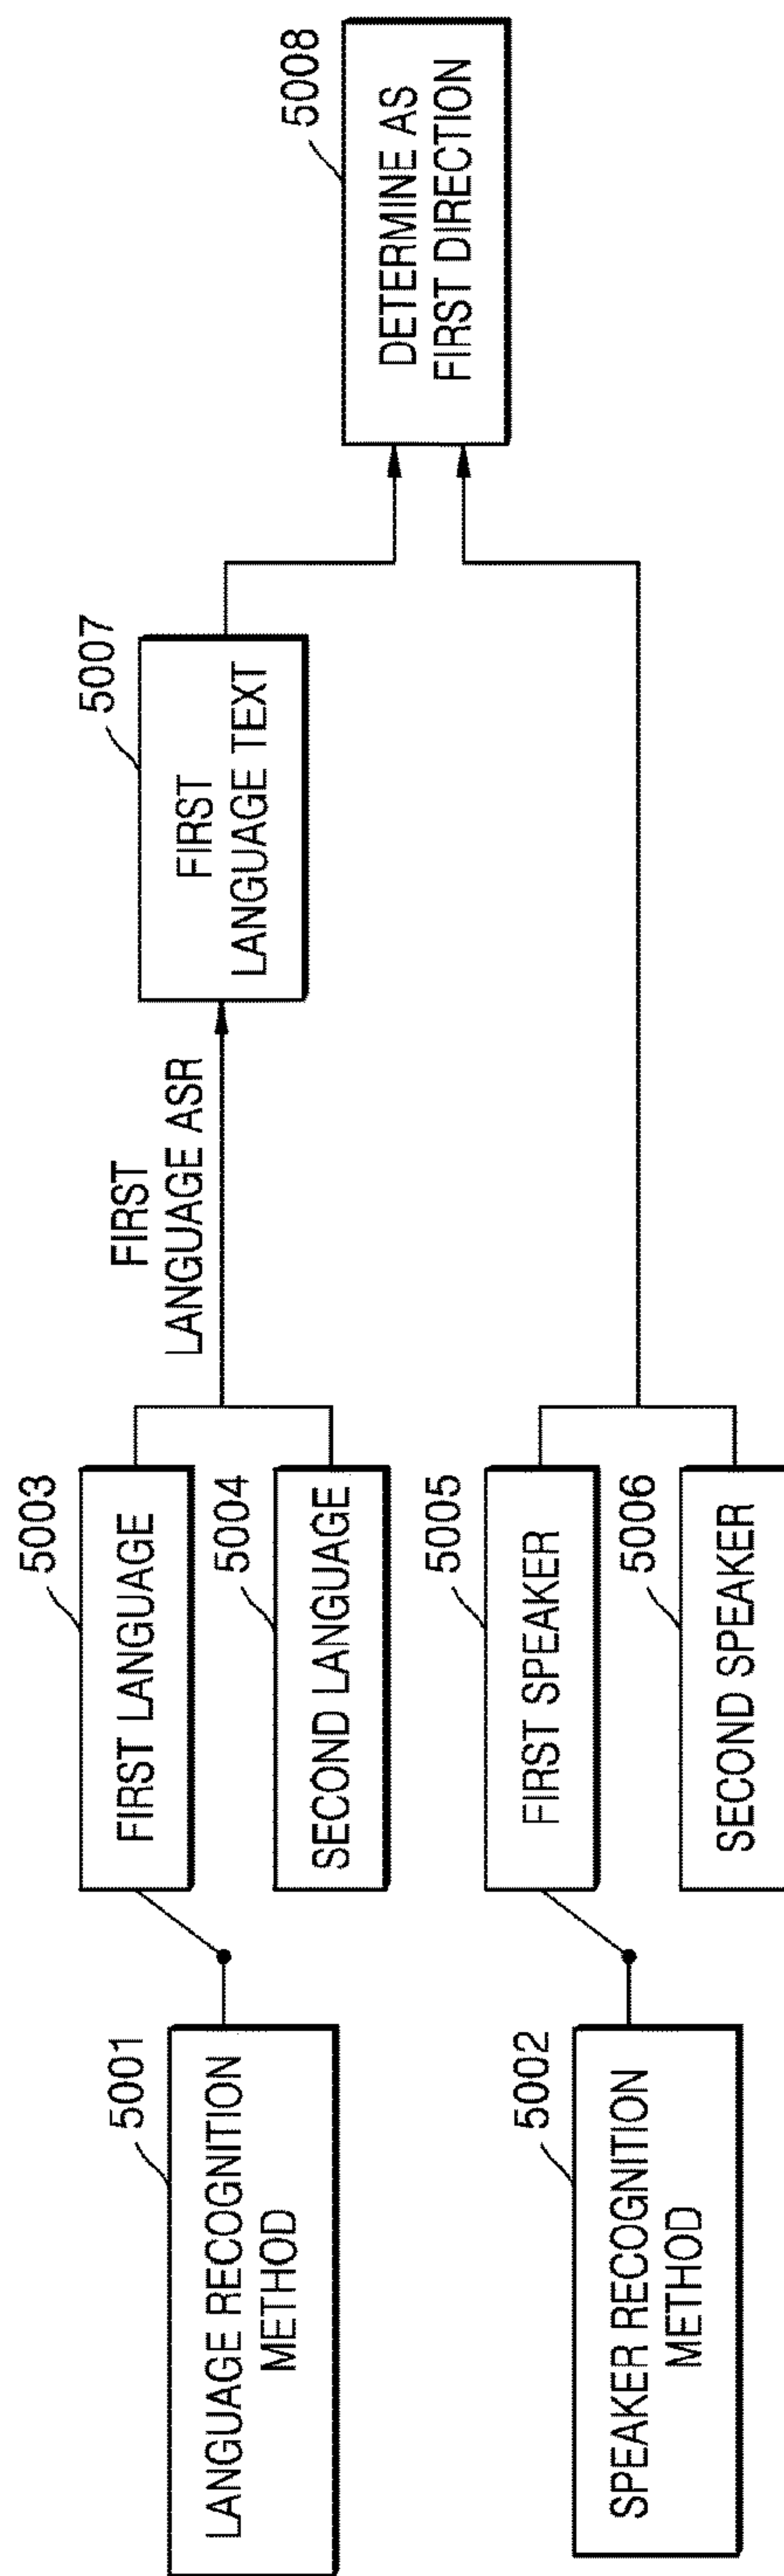 5001
LANGUAGE RECOGNITION
METHOD
5003
FIRST LANGUAGE
5004
SECOND LANGUAGE
FIRST
LANGUAGE ASR
5007
FIRST
LANGUAGE TEXT
5002
SPEAKER RECOGNITION
METHOD
5005
FIRST SPEAKER
5006
SECOND SPEAKER
5008
DETERMINE AS
FIRST DIRECTION